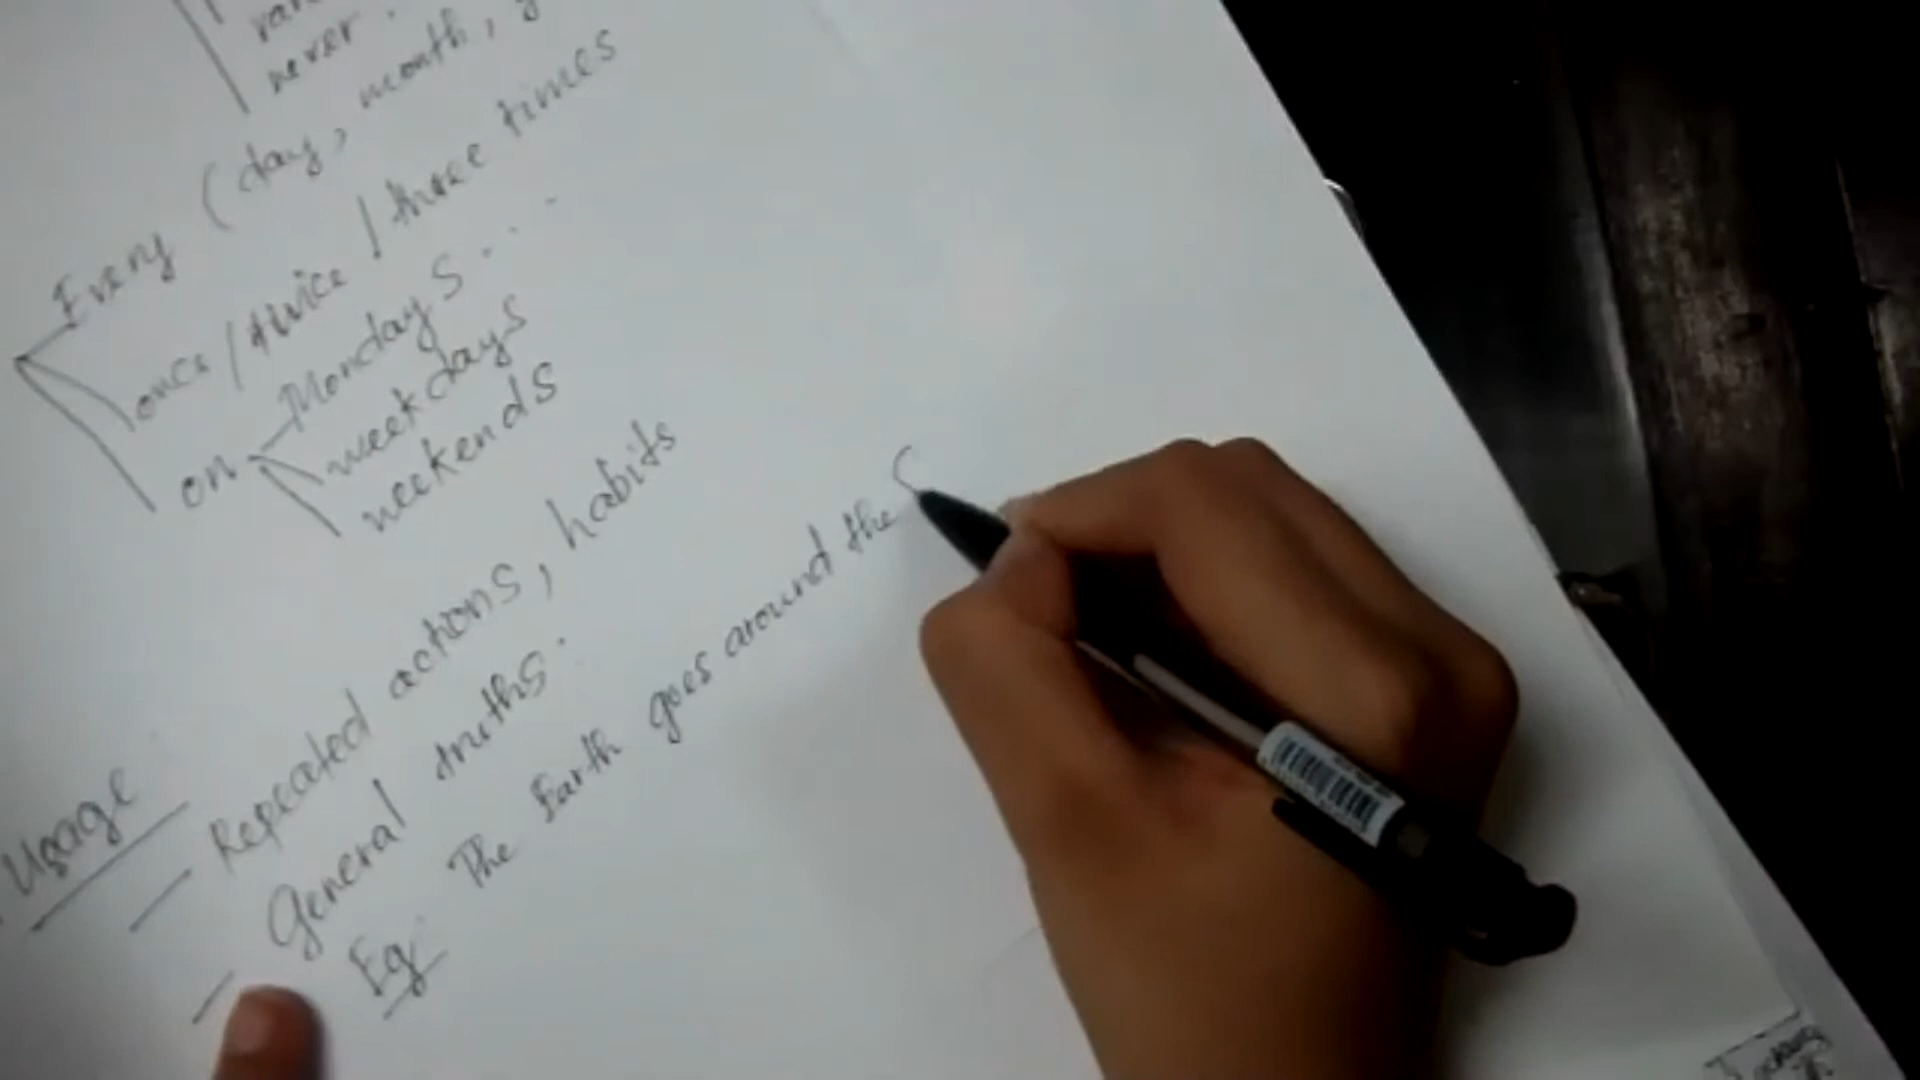 never.
Every (day, month,
once / twice / three times
on Mondays....
weekdays
weekends
Usage:
— Repeated actions, habits
— General truths:
Eg: The Earth goes around the S